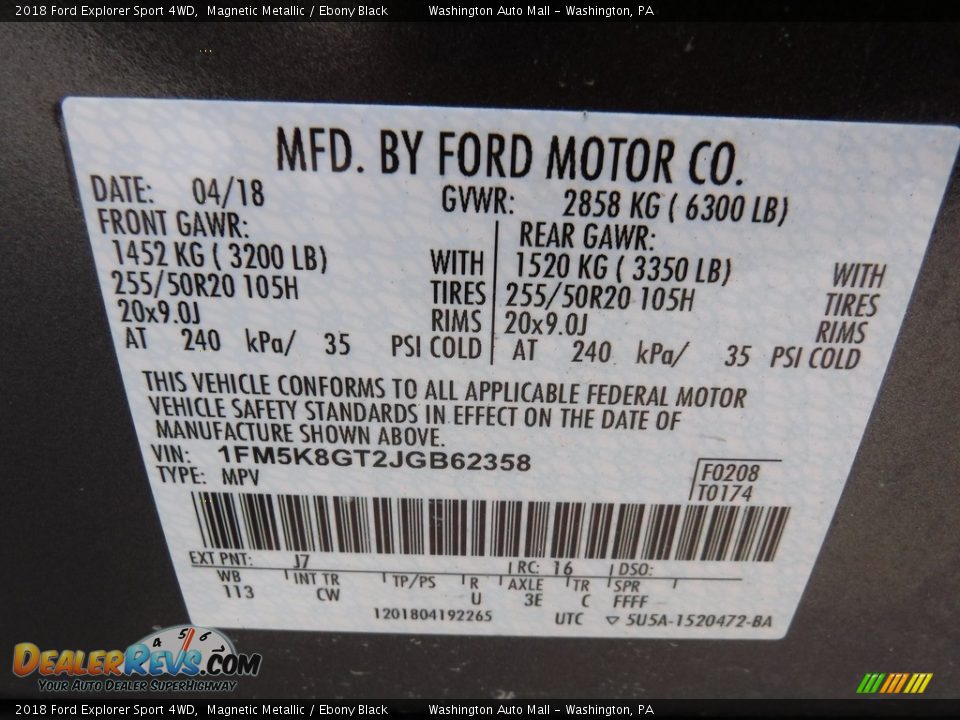 2018 Ford Explorer Sport 4WD, Magnetic Metallic / Ebony Black Washington Auto Mall - Washington, PA
MFD. BY FORD MOTOR CO.
DATE: 04/18 GVWR: 2858 KG ( 6300 LB)
FRONT GAWR: REAR GAWR:
1452 KG ( 3200 LB) WITH 1520 KG ( 3350 LB) WITH
255/50R20 105H TIRES 255/50R20 105H TIRES
20x9.0J RIMS 20x9.0J RIMS
AT 240 kPa/ 35 PSI COLD AT 240 kPa/ 35 PSI COLD
THIS VEHICLE CONFORMS TO ALL APPLICABLE FEDERAL MOTOR
VEHICLE SAFETY STANDARDS IN EFFECT ON THE DATE OF
MANUFACTURE SHOWN ABOVE.
VIN: 1FM5K8GT2JGB62358
TYPE: MPV
F0208
T0174
EXT PNT: J7 RC: 16 DSO:
WB INT TR TP/PS R AXLE TR SPR
113 CW U 3E C FFFF
1201804192265 UTC ▽ 5U5A-1520472-BA
4 5 6
DEALERREVS.COM
YOUR AUTO DEALER SUPERHIGHWAY
2018 Ford Explorer Sport 4WD, Magnetic Metallic / Ebony Black Washington Auto Mall - Washington, PA